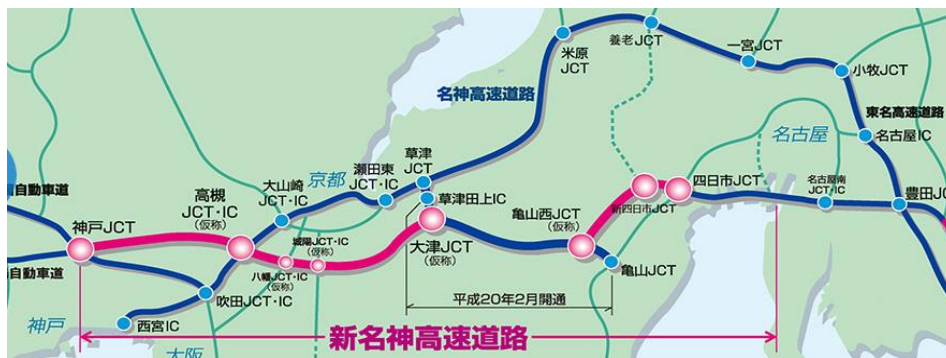 米原
JCT
養老JCT
一宮JCT
小牧JCT
名神高速道路
東名高速道路
名古屋
名古屋IC
京都
瀬田東
JCT・IC
草津
JCT
草津田上IC
大山崎
JCT・IC
高槻
JCT・IC
(仮称)
自動車道
神戸JCT
自動車道
城陽JCT・IC
(仮称)
八幡JCT・IC
(仮称)
大津JCT
(仮称)
亀山西JCT
(仮称)
新四日市JCT
四日市JCT
名古屋南
JCT・IC
豊田JCT
亀山JCT
吹田JCT・IC
平成20年2月開通
神戸
西宮IC
大阪
新名神高速道路